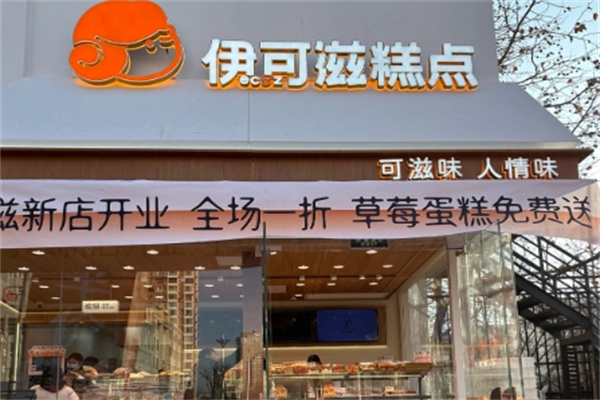 伊可滋糕点
ecoz
可滋味 人情味
滋新店开业 全场一折 草莓蛋糕免费送